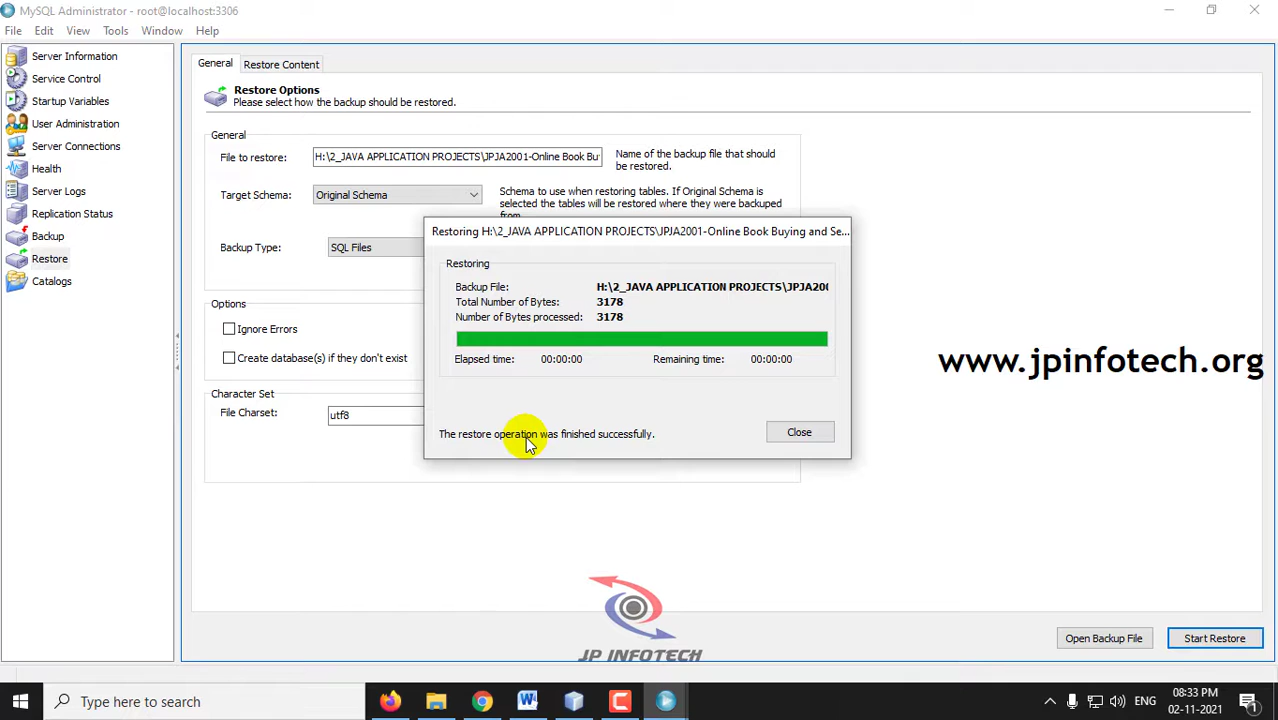 MySQL Administrator - root@localhost:3306
File Edit View Tools Window Help
Server Information
Service Control
Startup Variables
User Administration
Server Connections
Health
Server Logs
Replication Status
Backup
Restore
Catalogs
General Restore Content
Restore Options
Please select how the backup should be restored.
General
File to restore: H:\2_JAVA APPLICATION PROJECTS\JPJA2001-Online Book Bu
Name of the backup file that should
be restored.
Target Schema: Original Schema
Schema to use when restoring tables. If Original Schema is
selected the tables will be restored where they were backuped
from.
Backup Type: SQL Files
Options
Ignore Errors
Create database(s) if they don't exist
Character Set
File Charset: utf8
Restoring H:\2_JAVA APPLICATION PROJECTS\JPJA2001-Online Book Buying and Se...
Restoring
Backup File: H:\2_JAVA APPLICATION PROJECTS\JPJA200
Total Number of Bytes: 3178
Number of Bytes processed: 3178
Elapsed time: 00:00:00 Remaining time: 00:00:00
The restore operation was finished successfully.
Close
www.jpinfotech.org
JP INFOTECH
Open Backup File Start Restore
Type here to search
ENG
08:33 PM
02-11-2021
1